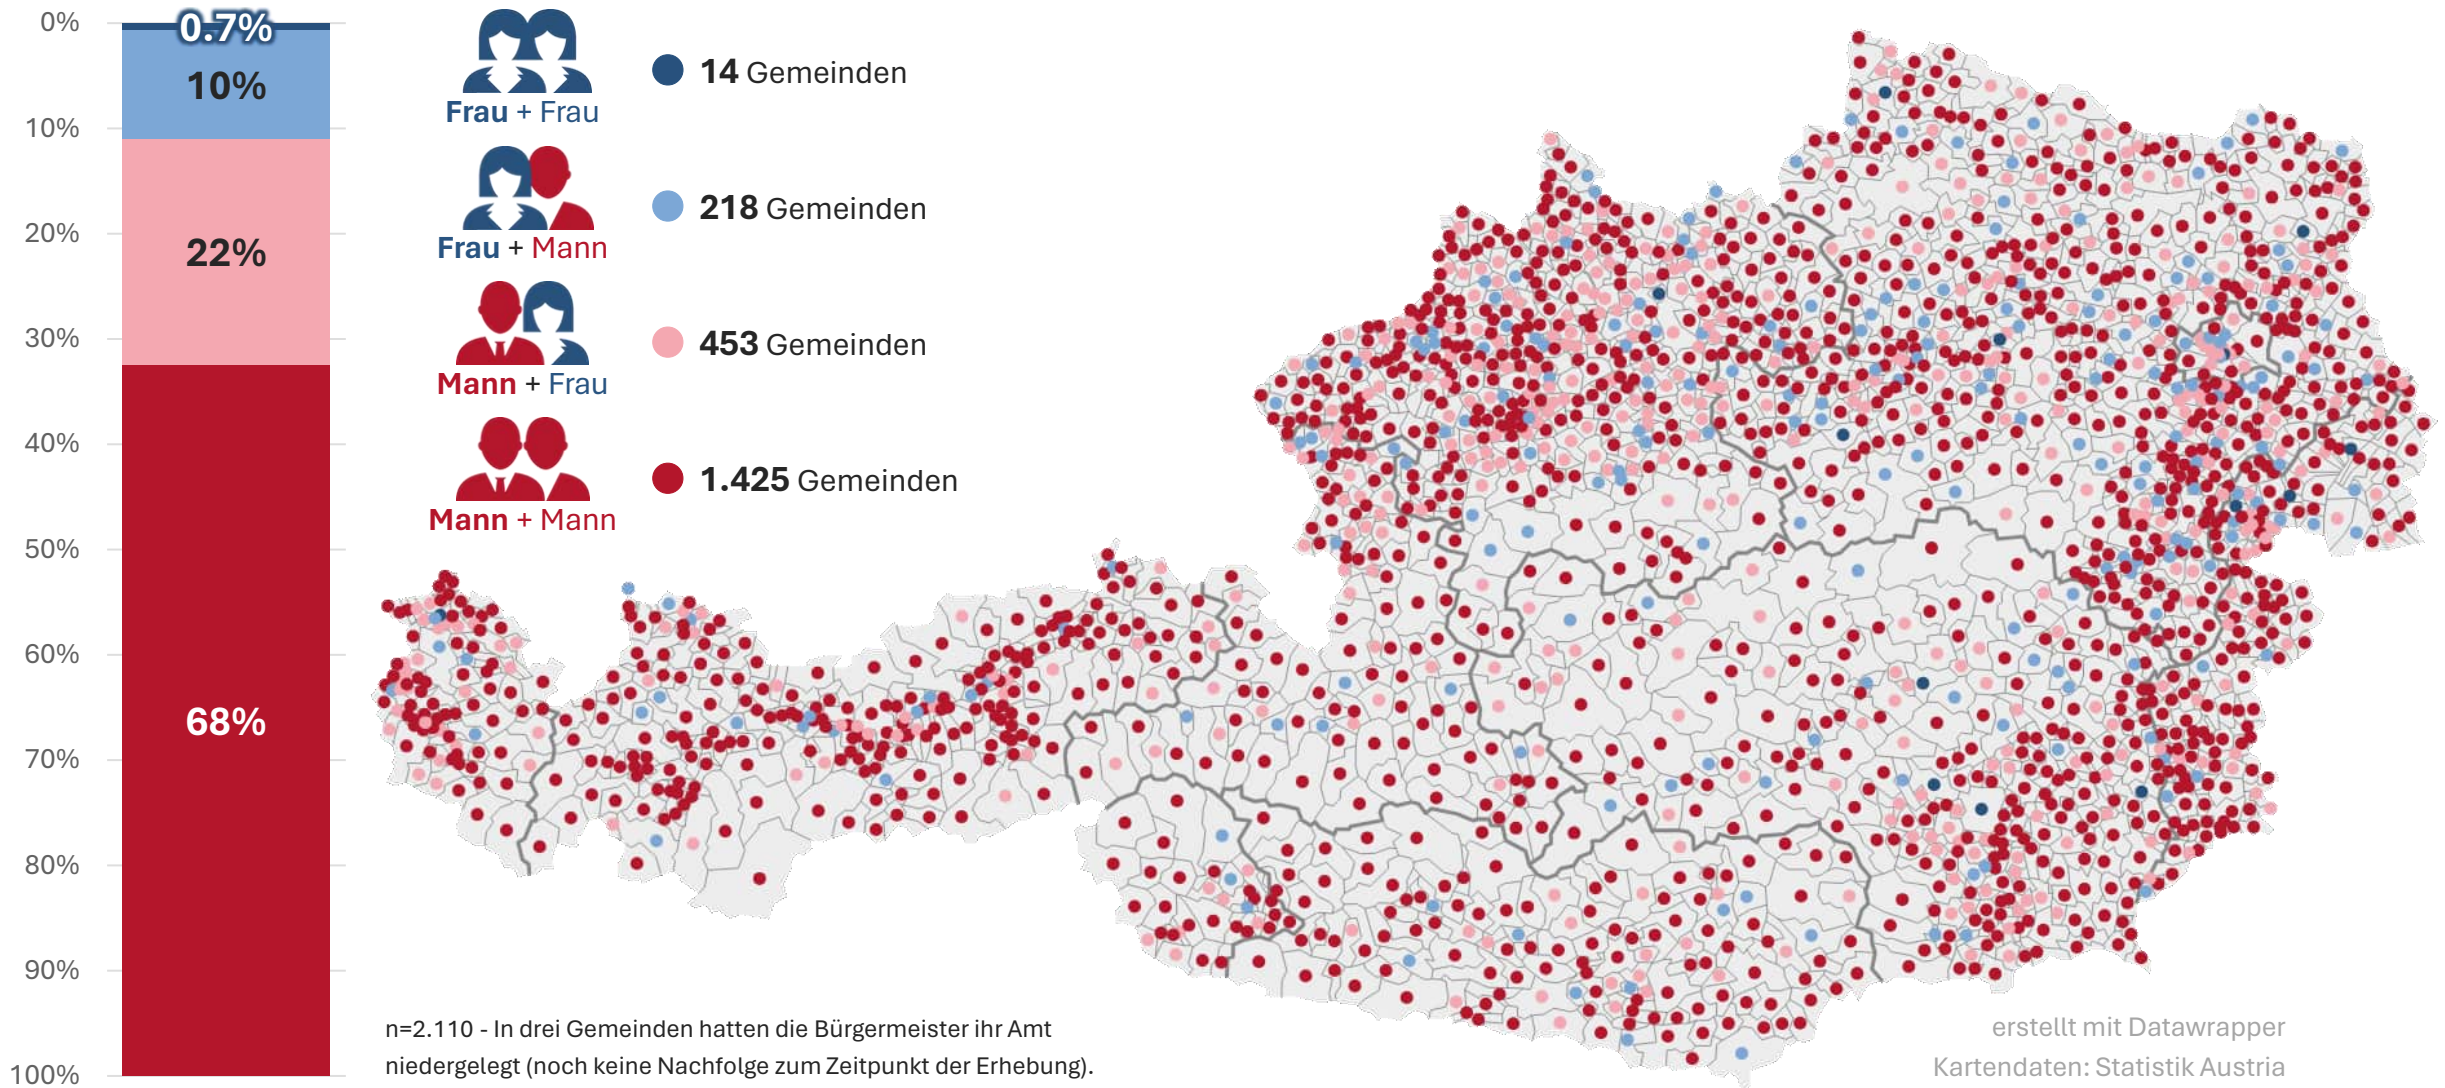 0%
10%
20%
30%
40%
50%
60%
70%
80%
90%
100%
0.7%
10%
22%
68%
Frau + Frau
14 Gemeinden
Frau + Mann
218 Gemeinden
Mann + Frau
453 Gemeinden
Mann + Mann
1.425 Gemeinden
n=2.110 - In drei Gemeinden hatten die Bürgermeister ihr Amt
niedergelegt (noch keine Nachfolge zum Zeitpunkt der Erhebung).
erstellt mit Datawrapper
Kartendaten: Statistik Austria